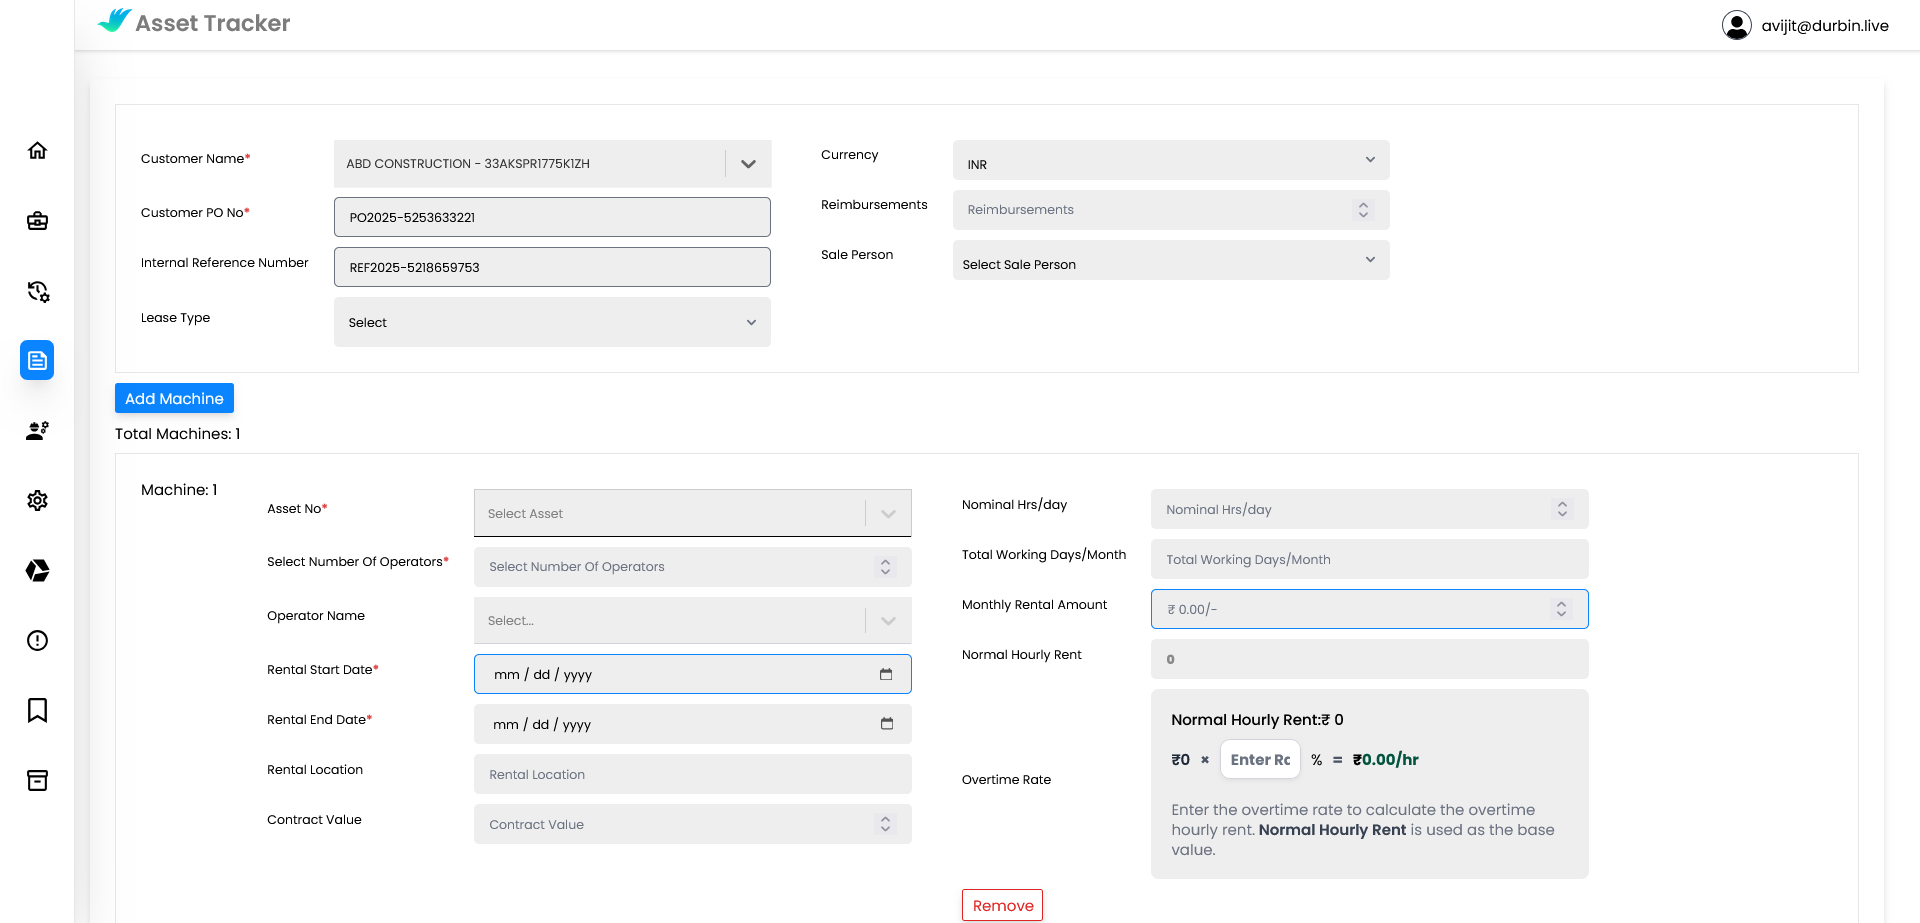 Asset Tracker
avijit@durbin.live
Customer Name*
ABD CONSTRUCTION - 33AKSPR1775K1ZH
Customer PO No*
PO2025-5253633221
Internal Reference Number
REF2025-5218659753
Lease Type
Select
Currency
INR
Reimbursements
Reimbursements
Sale Person
Select Sale Person
Add Machine
Total Machines: 1
Machine: 1
Asset No*
Select Asset
Select Number Of Operators*
Select Number Of Operators
Operator Name
Select...
Rental Start Date*
mm / dd / yyyy
Rental End Date*
mm / dd / yyyy
Rental Location
Rental Location
Contract Value
Contract Value
Nominal Hrs/day
Nominal Hrs/day
Total Working Days/Month
Total Working Days/Month
Monthly Rental Amount
₹ 0.00/-
Normal Hourly Rent
0
Overtime Rate
Normal Hourly Rent:₹ 0
₹0 × Enter Ra % = ₹0.00/hr
Enter the overtime rate to calculate the overtime
hourly rent. Normal Hourly Rent is used as the base
value.
Remove